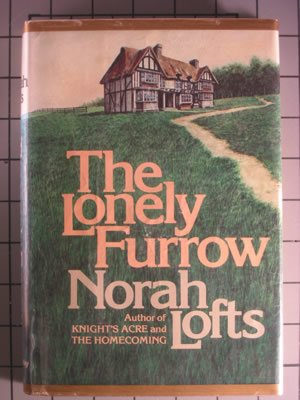 The
Lonely
Furrow
Norah
Lofts
Author of
KNIGHT'S ACRE and
THE HOMECOMING